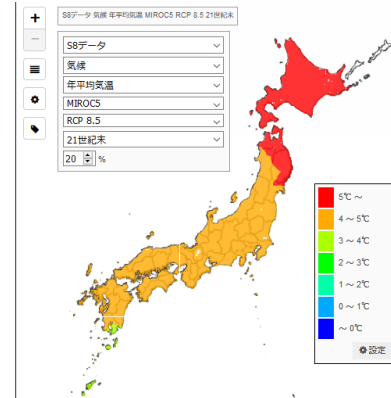 S8データ 気候 年平均気温 MIROC5 RCP 8.5 21世紀末
+
−
S8データ
気候
年平均気温
MIROC5
RCP 8.5
21世紀末
20 %
5℃ ～
4 ～ 5℃
3 ～ 4℃
2 ～ 3℃
1 ～ 2℃
0 ～ 1℃
～ 0℃
設定